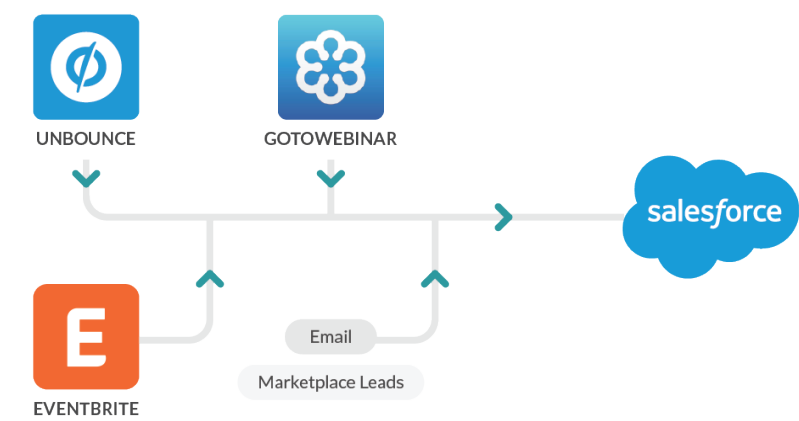 UNBOUNCE
GOTOWEBINAR
salesforce
E
EVENTBRITE
Email
Marketplace Leads